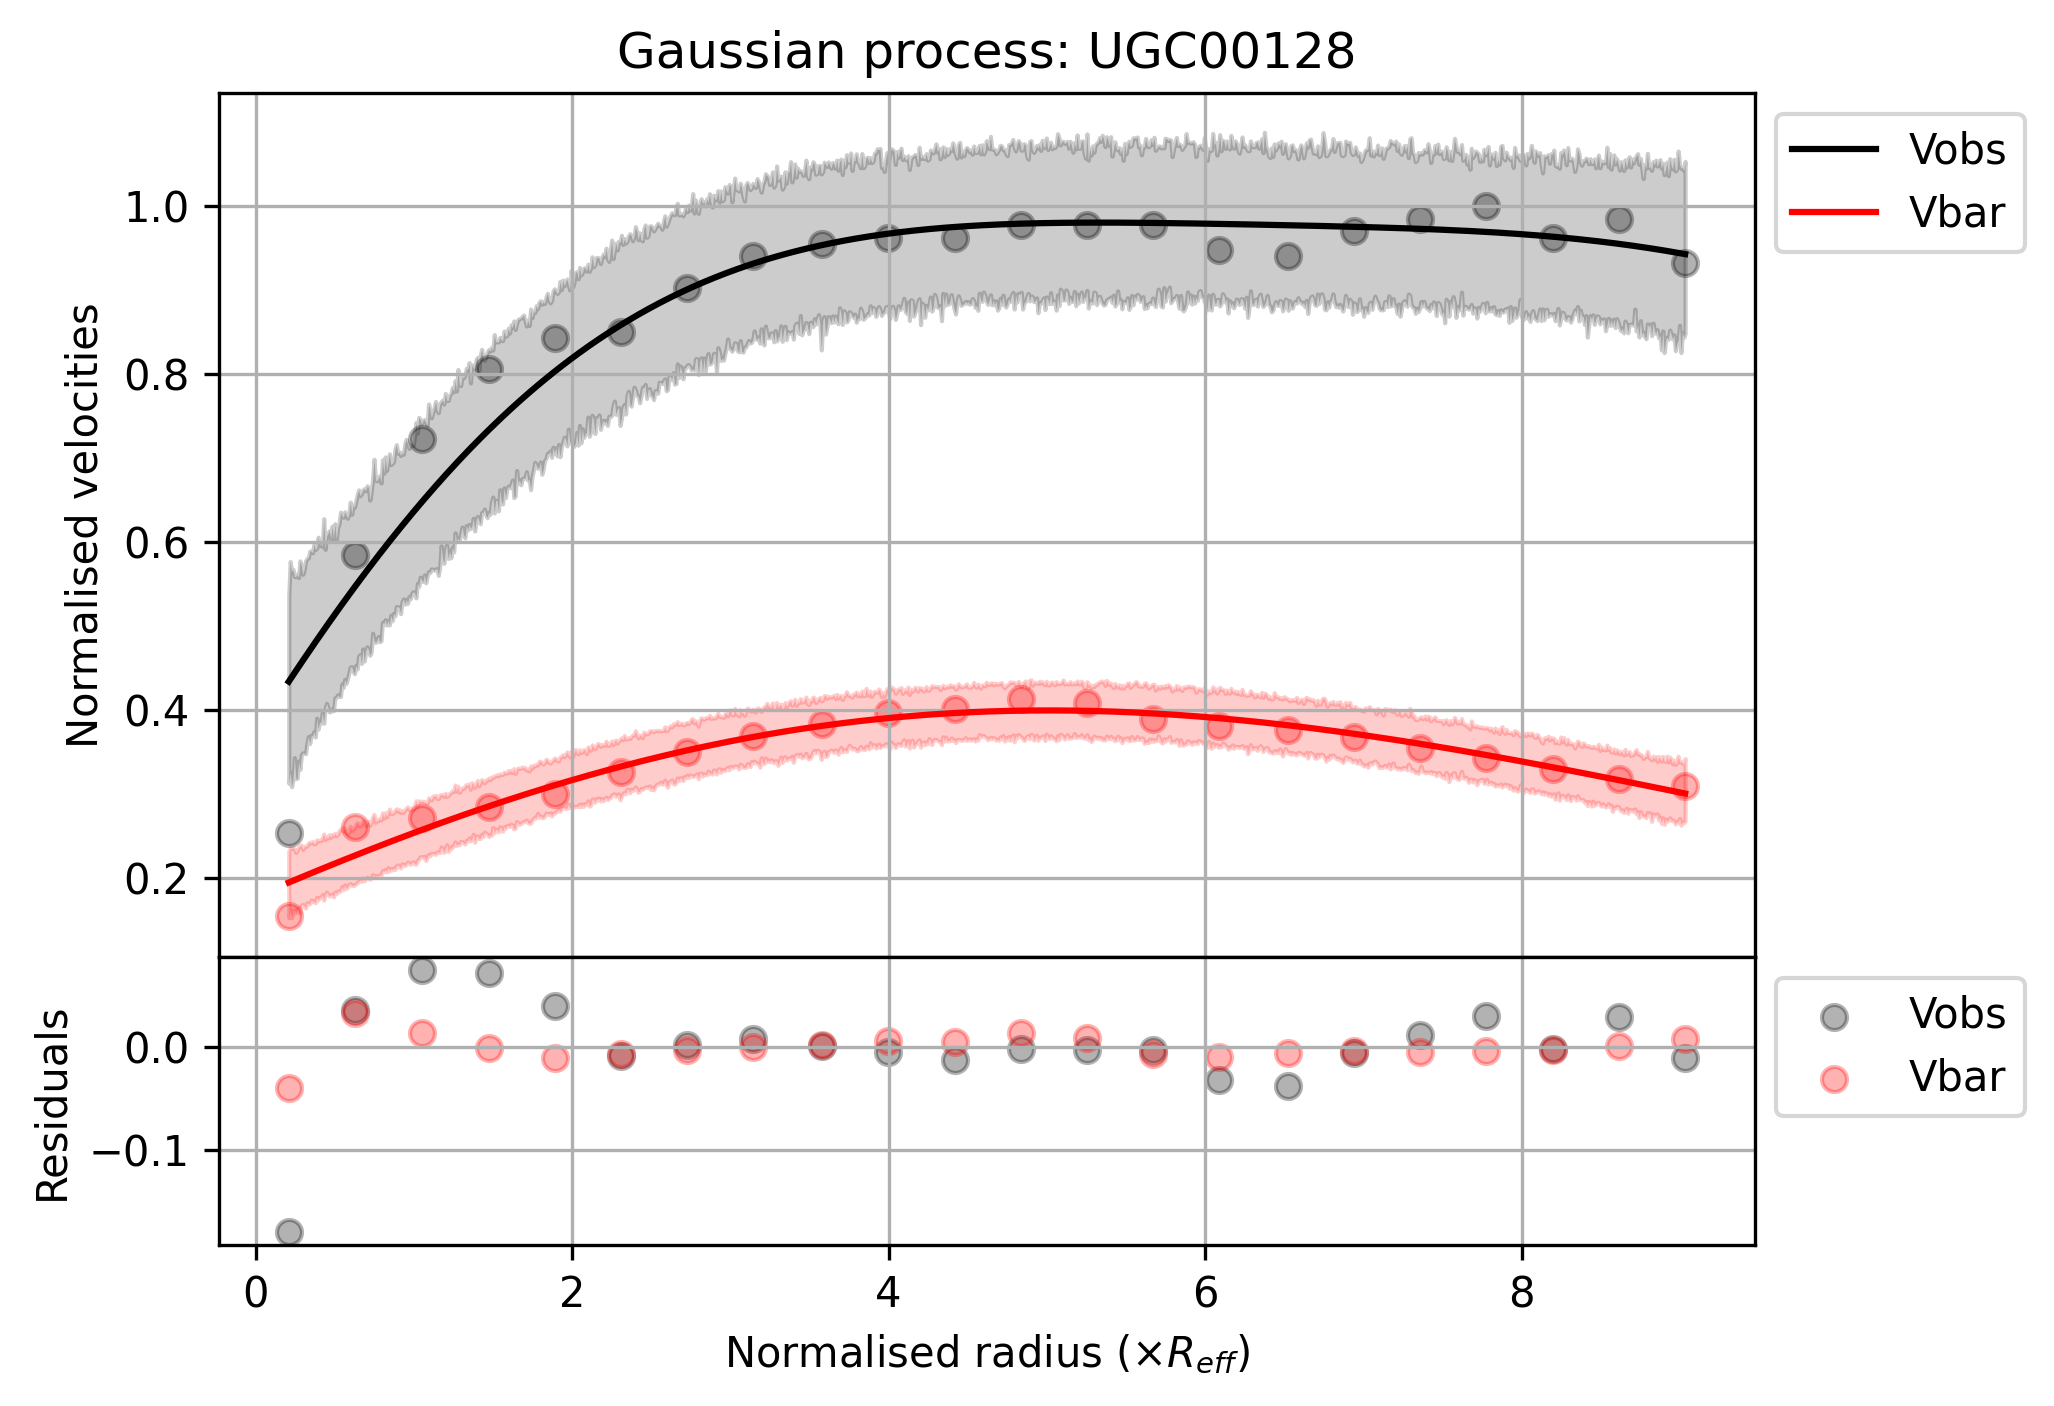 Gaussian process: UGC00128
Normalised velocities
1.0
0.8
0.6
0.4
0.2
Vobs
Vbar
Residuals
0.0
−0.1
Vobs
Vbar
0 2 4 6 8
Normalised radius (×R_eff)